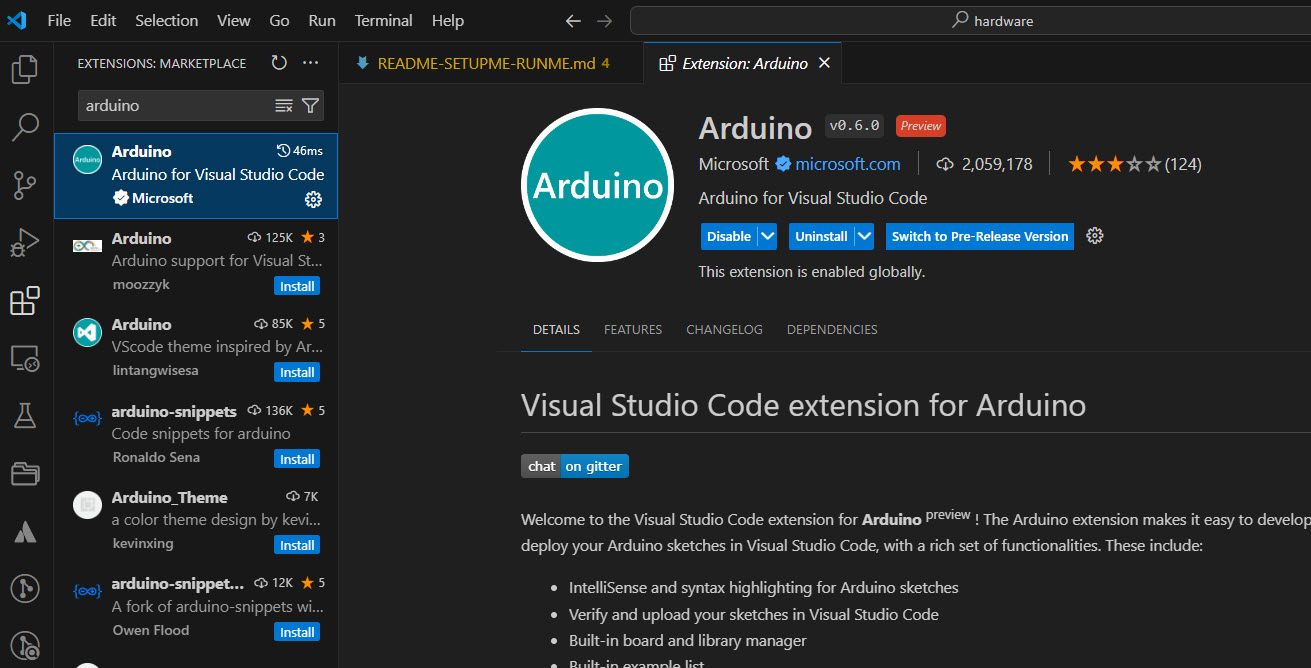 File Edit Selection View Go Run Terminal Help
hardware
EXTENSIONS: MARKETPLACE
arduino
Arduino
Arduino 46ms
Arduino for Visual Studio Code
Microsoft
Arduino 125K 3
Arduino support for Visual St...
moozzyk
Install
Arduino 85K 5
VScode theme inspired by Ar...
lintangwisesa
Install
arduino-snippets 136K 5
Code snippets for arduino
Ronaldo Sena
Install
Arduino_Theme 7K
a color theme design by kevi...
kevinxing
Install
arduino-snippet... 12K 5
A fork of arduino-snippets wi...
Owen Flood
Install
README-SETUPME-RUNME.md 4
Extension: Arduino
Arduino
Arduino v0.6.0 Preview
Microsoft microsoft.com 2,059,178 (124)
Arduino for Visual Studio Code
Disable Uninstall Switch to Pre-Release Version
This extension is enabled globally.
DETAILS FEATURES CHANGELOG DEPENDENCIES
Visual Studio Code extension for Arduino
chat on gitter
Welcome to the Visual Studio Code extension for Arduino preview ! The Arduino extension makes it easy to develop
deploy your Arduino sketches in Visual Studio Code, with a rich set of functionalities. These include:
• IntelliSense and syntax highlighting for Arduino sketches
• Verify and upload your sketches in Visual Studio Code
• Built-in board and library manager
• Built-in example list